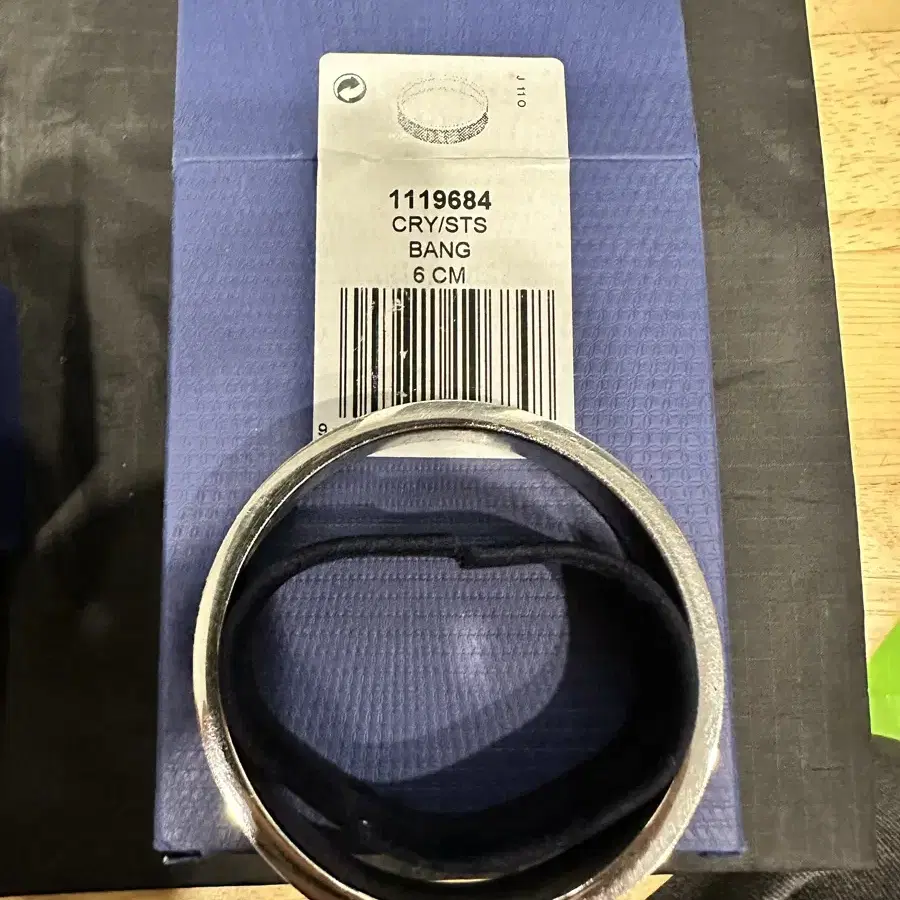 J 110
1119684
CRY/STS
BANG
6 CM
9